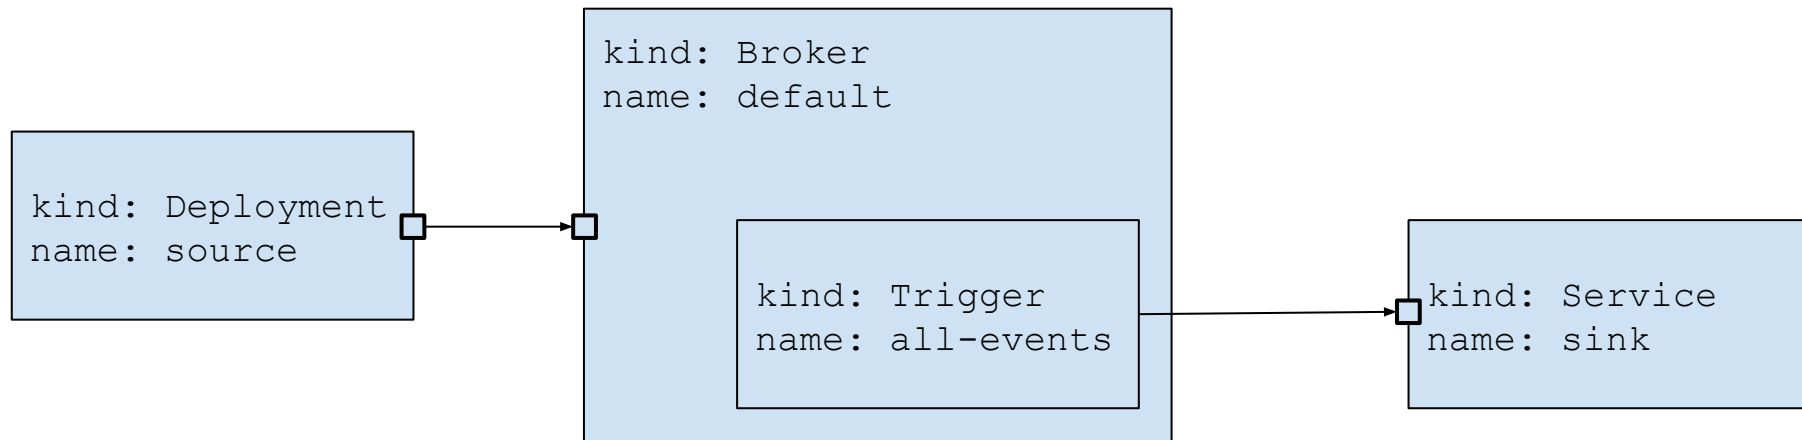 kind: Deployment
name: source
kind: Broker
name: default
kind: Trigger
name: all-events
kind: Service
name: sink